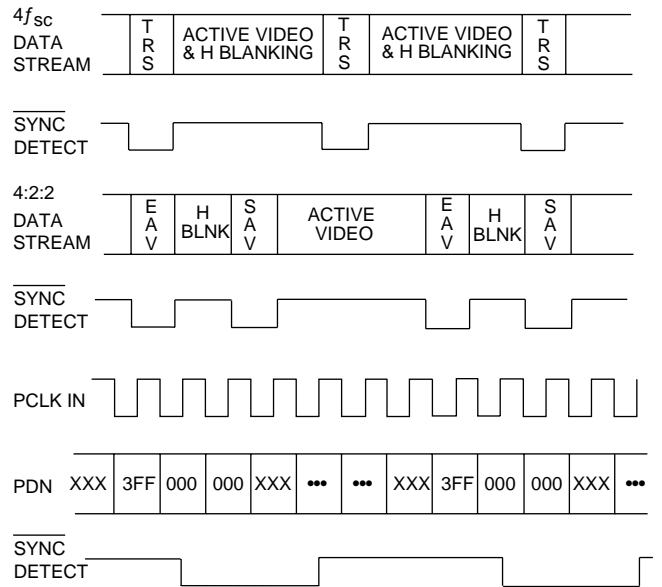 4fSC
DATA
STREAM
T
R
S
ACTIVE VIDEO
& H BLANKING
T
R
S
ACTIVE VIDEO
& H BLANKING
T
R
S
SYNC
DETECT
4:2:2
DATA
STREAM
E
A
V
H
BLNK
S
A
V
ACTIVE
VIDEO
E
A
V
H
BLNK
S
A
V
SYNC
DETECT
PCLK IN
PDN XXX 3FF 000 000 XXX ••• ••• XXX 3FF 000 000 XXX •••
SYNC
DETECT